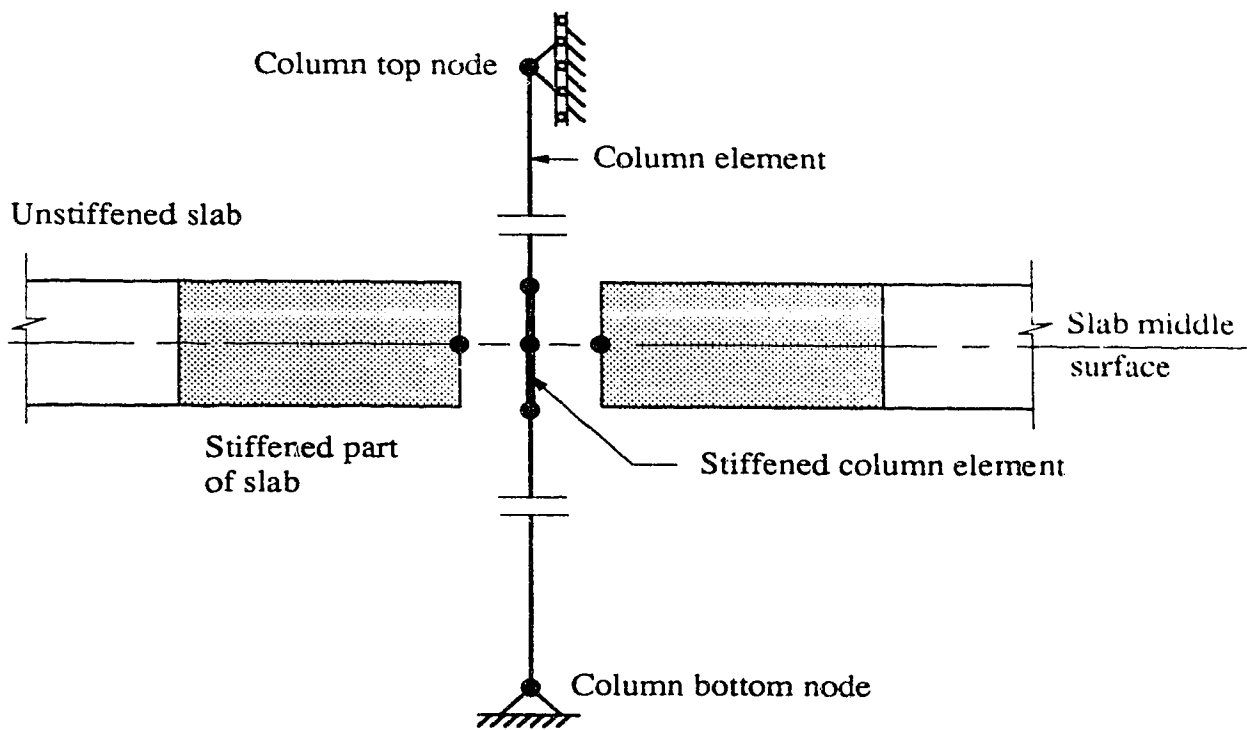 Column top node
Column element
Unstiffened slab
Slab middle
surface
Stiffened part
of slab
Stiffened column element
Column bottom node